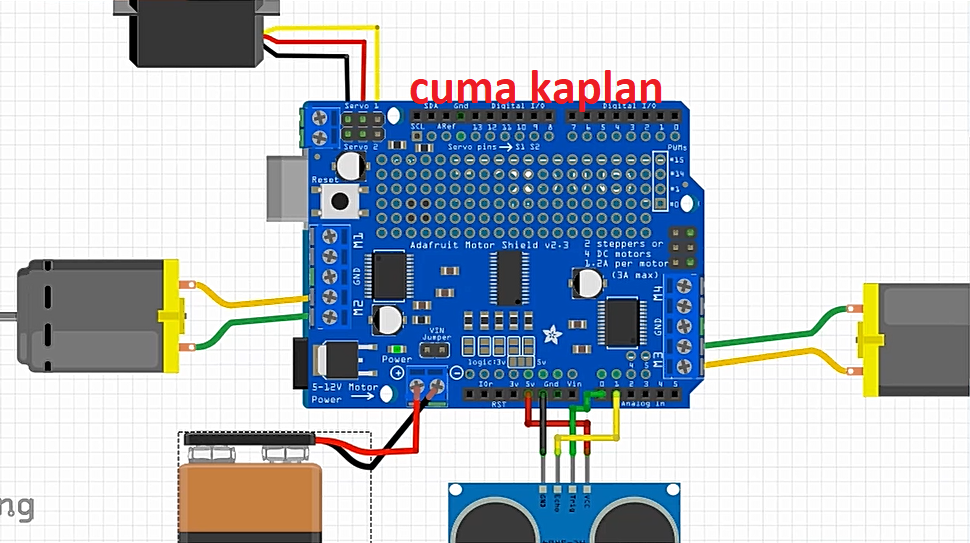 cuma kaplan
Servo 1
SDA Gnd Digital I/O Digital I/O
SCL ARef 13 12 11 10 9 8 7 6 5 4 3 2 1 0
Servo 2
Servo pins → S1 S2
PWMs
#15
#14
#1
#0
Reset
Adafruit Motor Shield v2.3
2 steppers or
4 DC motors
1.2A per motor
(3A max)
M1
GND
M2
M4
GND
M3
VIN
Jumper
Power
logic:3v 5v
5-12V Motor
Power
+ -
IOr 3v 5v Gnd Vin 0 1 2 3 4 5
RST Analog In
GND Echo Trig VCC
ng